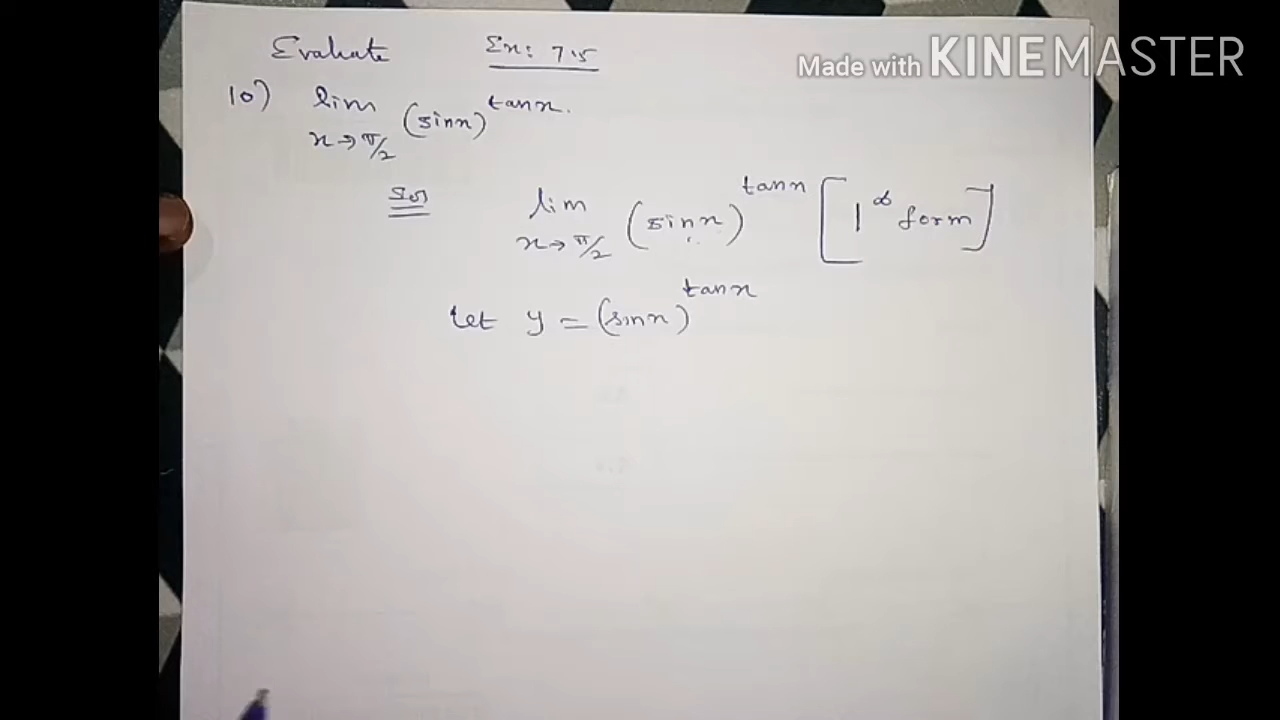 Made with KINEMASTER
Evaluate Ex: 7.5
10) lim x→π/2 (sinx)^tanx.
Sol lim x→π/2 (sinx)^tanx [1^∞ form]
Let y = (sinx)^tanx